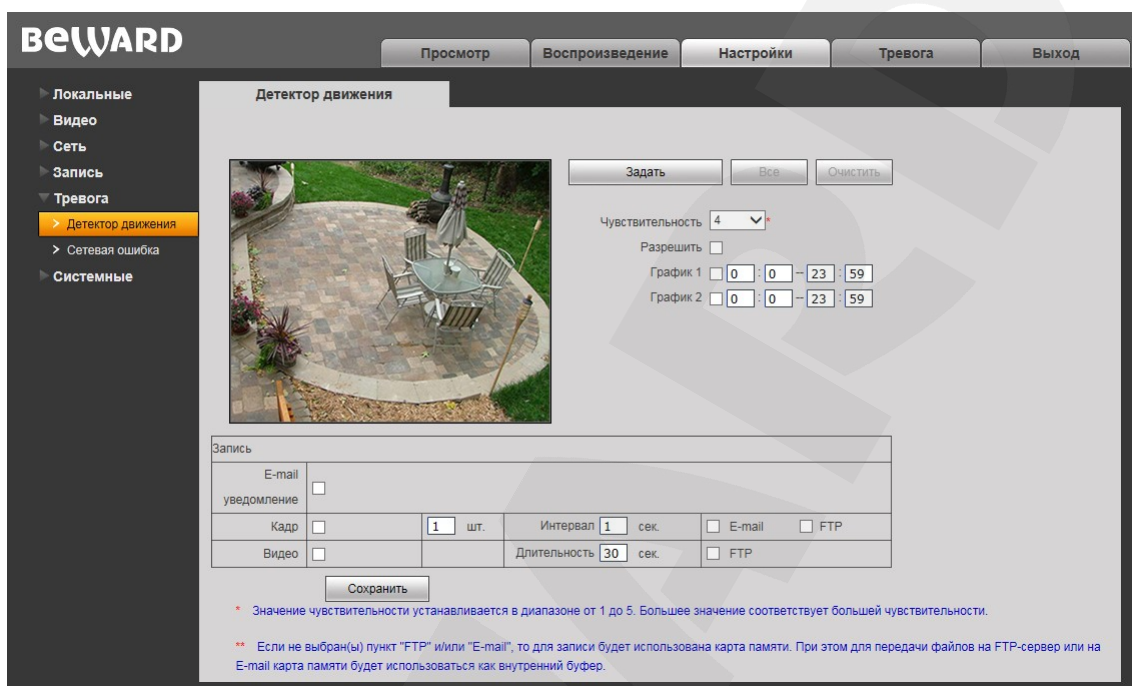 BEWARD
Просмотр Воспроизведение Настройки Тревога Выход
Локальные
Видео
Сеть
Запись
Тревога
> Детектор движения
> Сетевая ошибка
Системные
Детектор движения
Задать Все Очистить
Чувствительность 4 *
Разрешить
График 1 0 : 0 – 23 : 59
График 2 0 : 0 – 23 : 59
Запись
E-mail
уведомление
Кадр 1 шт. Интервал 1 сек. E-mail FTP
Видео Длительность 30 сек. FTP
Сохранить
* Значение чувствительности устанавливается в диапазоне от 1 до 5. Большее значение соответствует большей чувствительности.
** Если не выбран(ы) пункт "FTP" и/или "E-mail", то для записи будет использована карта памяти. При этом для передачи файлов на FTP-сервер или на
E-mail карта памяти будет использоваться как внутренний буфер.